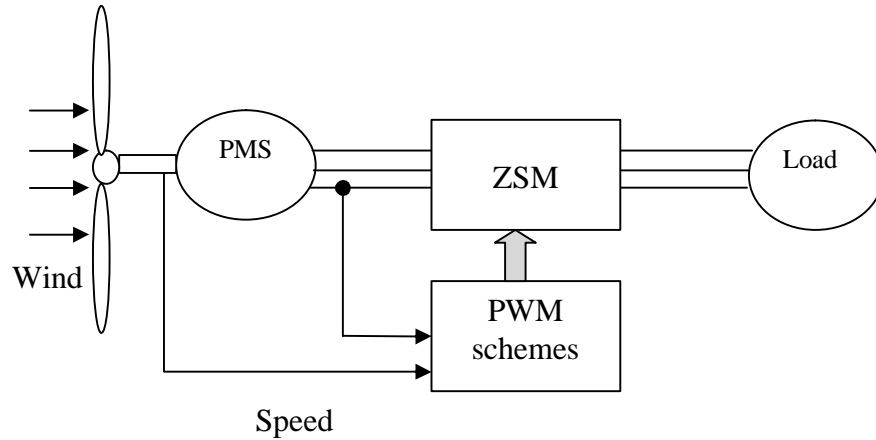 PMS
Load
ZSM
Wind
PWM
schemes
Speed